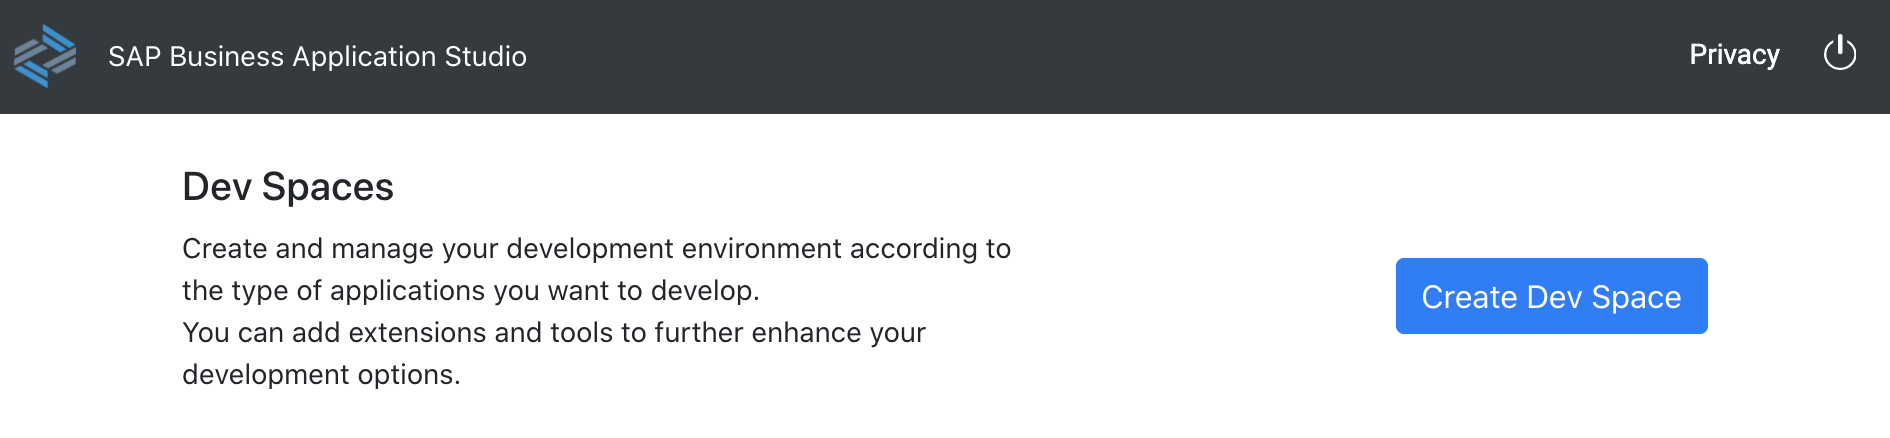 SAP Business Application Studio
Privacy
Dev Spaces
Create and manage your development environment according to
the type of applications you want to develop.
You can add extensions and tools to further enhance your
development options.
Create Dev Space